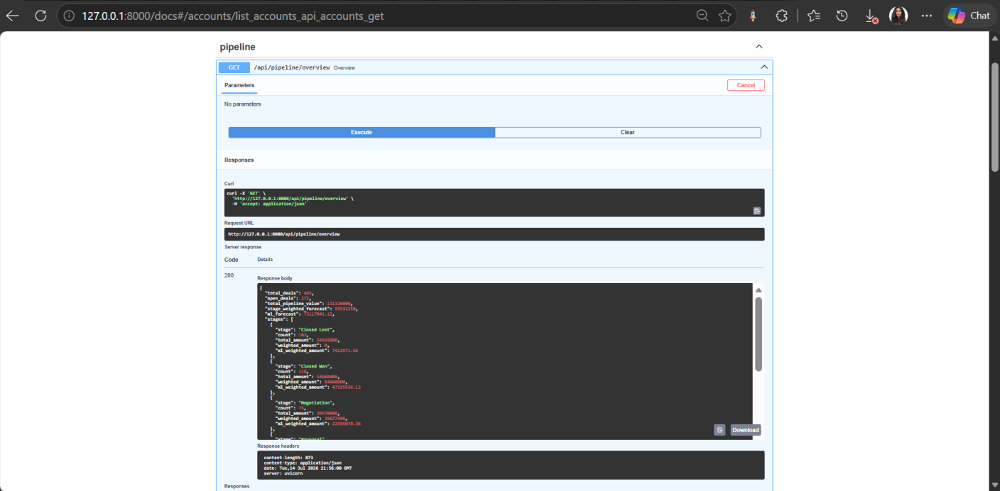 127.0.0.1:8000/docs#/accounts/list_accounts_api_accounts_get
Chat
pipeline
GET /api/pipeline/overview Overview
Parameters
Cancel
No parameters
Execute
Clear
Responses
Curl
curl -X 'GET' \
'http://127.0.0.1:8000/api/pipeline/overview' \
-H 'accept: application/json'
Request URL
http://127.0.0.1:8000/api/pipeline/overview
Server response
Code Details
200
Response body
{
"total_deals": 485,
"open_deals": 272,
"total_pipeline_value": 131320000,
"stage_weighted_forecast": 55933250,
"ml_forecast": 73117841.12,
"stages": [
{
"stage": "Closed Lost",
"count": 103,
"total_amount": 54565000,
"weighted_amount": 0,
"ml_weighted_amount": 7422971.64
},
{
"stage": "Closed Won",
"count": 110,
"total_amount": 54660000,
"weighted_amount": 54660000,
"ml_weighted_amount": 47195936.13
},
{
"stage": "Negotiation",
"count": 75,
"total_amount": 39570000,
"weighted_amount": 29677500,
"ml_weighted_amount": 22585078.38
},
{
"stage": "Proposal"
Download
Response headers
content-length: 873
content-type: application/json
date: Tue,14 Jul 2026 21:56:00 GMT
server: uvicorn
Responses